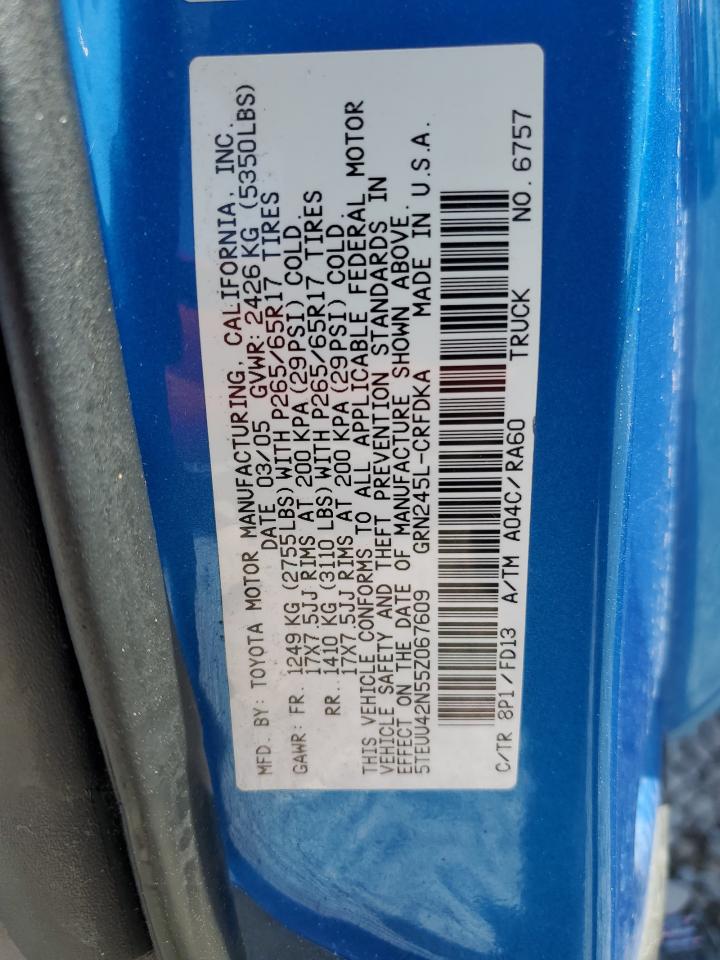 MFD. BY: TOYOTA MOTOR MANUFACTURING, CALIFORNIA, INC.
DATE 03/05 GVWR: 2426KG (5350LBS)
GAWR: FR. 1249KG (2755LBS) WITH P265/65R17 TIRES
17X7.5JJ RIMS AT 200 KPA (29PSI) COLD.
RR. 1410 KG (3110 LBS) WITH P265/65R17 TIRES
17X7.5JJ RIMS AT 200 KPA (29PSI) COLD.
THIS VEHICLE CONFORMS TO ALL APPLICABLE FEDERAL MOTOR
VEHICLE SAFETY AND THEFT PREVENTION STANDARDS IN
EFFECT ON THE DATE OF MANUFACTURE SHOWN ABOVE.
5TEUU42N55Z067609 GRN245L-CRFDKA MADE IN U.S.A.
C/TR 8P1/FD13 A/TM A04C/RA60 TRUCK NO. 6757